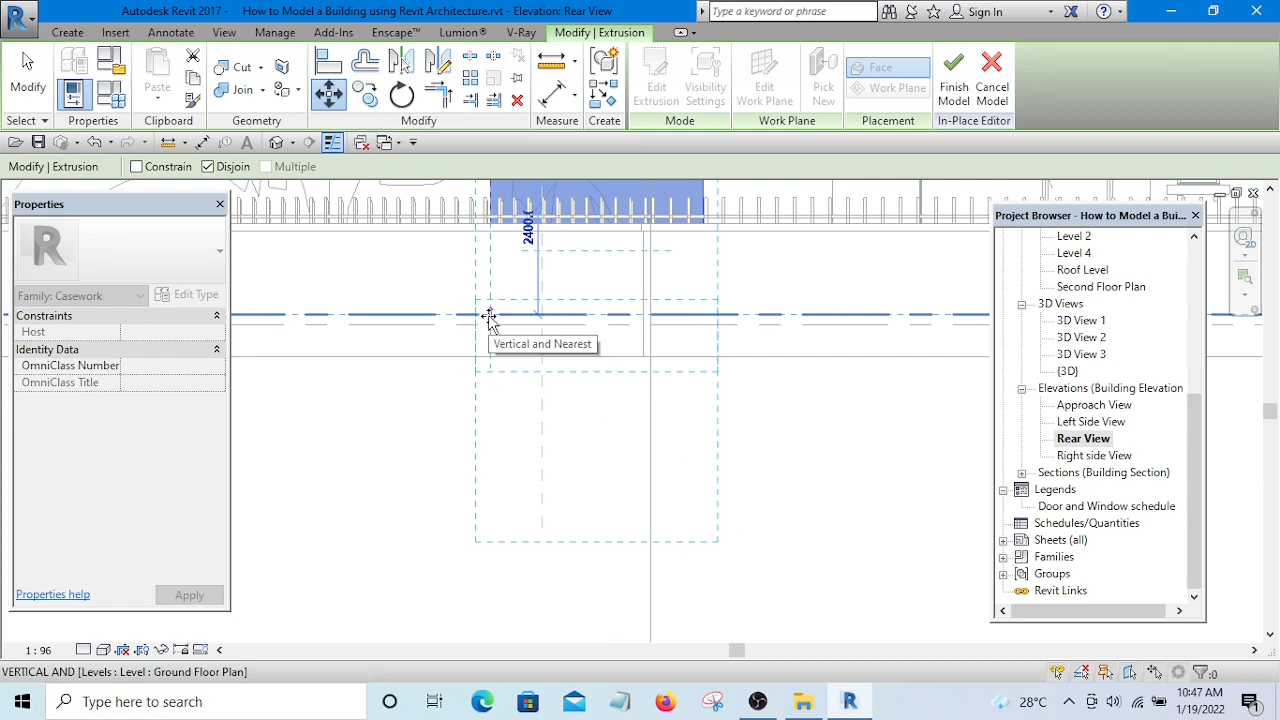 Autodesk Revit 2017 - How to Model a Building using Revit Architecture.rvt - Elevation: Rear View
Type a keyword or phrase
Sign In
Create Insert Annotate View Manage Add-Ins Enscape™ Lumion® V-Ray Modify | Extrusion
Modify
Paste
Cut
Join
Edit Extrusion
Visibility Settings
Edit Work Plane
Pick New
Face
Work Plane
Finish Model
Cancel Model
Select Properties Clipboard Geometry Modify Measure Create Mode Work Plane Placement In-Place Editor
Modify | Extrusion
Constrain Disjoin Multiple
Properties
Family: Casework
Edit Type
Constraints
Host
Identity Data
OmniClass Number
OmniClass Title
Properties help
Apply
2400.
Vertical and Nearest
Project Browser - How to Model a Bui...
Level 2
Level 4
Roof Level
Second Floor Plan
3D Views
3D View 1
3D View 2
3D View 3
{3D}
Elevations (Building Elevation
Approach View
Left Side View
Rear View
Right side View
Sections (Building Section)
Legends
Door and Window schedule
Schedules/Quantities
Sheets (all)
Families
Groups
Revit Links
2D
1 : 96
VERTICAL AND [Levels : Level : Ground Floor Plan]
:0
Type here to search
28°C
10:47 AM
1/19/2022
1